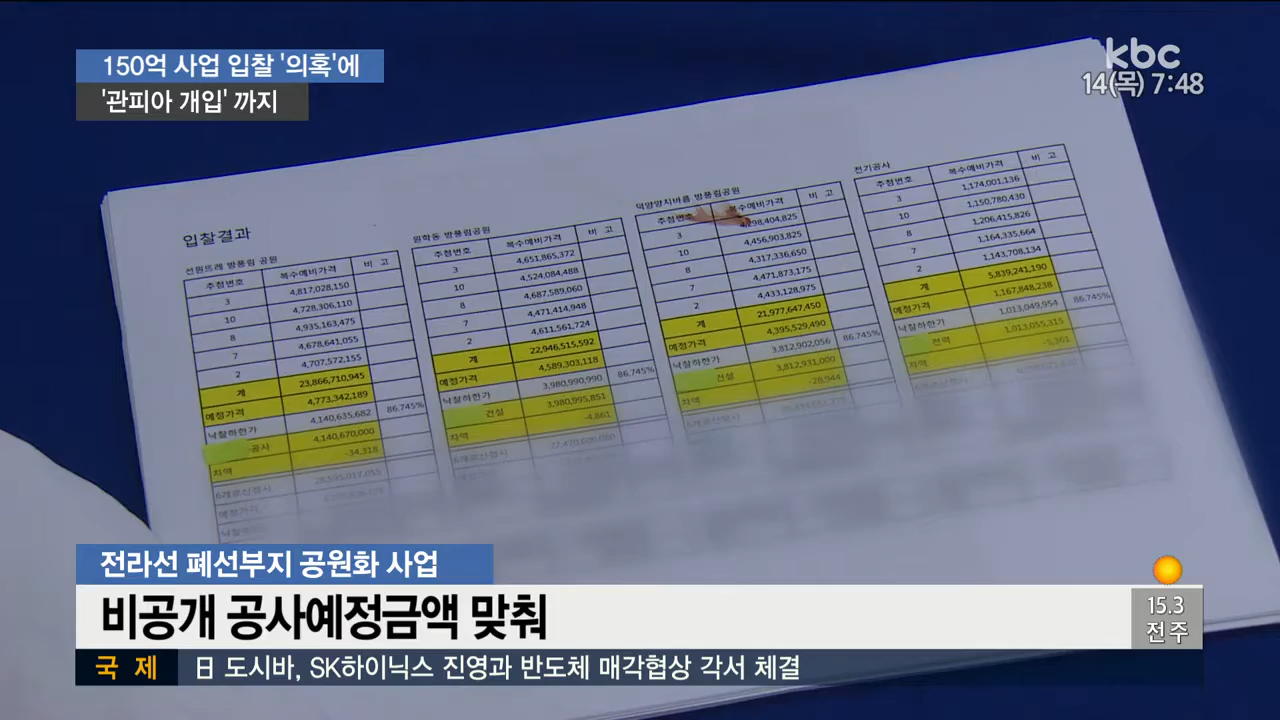 150억 사업 입찰 '의혹'에
'관피아 개입' 까지
kbc
14(목) 7:48
입찰결과
선원뜨레 방풍림 공원
추첨번호 복수예비가격 비 고
3 4,817,028,150
10 4,728,306,110
8 4,935,163,475
7 4,678,641,055
2 4,707,572,155
계 23,866,710,945
예정가격 4,773,342,189
낙찰하한가 4,140,635,682 86.745%
공사 4,140,670,000
차액 -34,318
28,595,017,055
원학동 방풍림공원
추첨번호 복수예비가격 비 고
3 4,651,865,372
10 4,524,084,488
8 4,687,589,060
7 4,471,414,948
2 4,611,561,724
계 22,946,515,592
예정가격 4,589,303,118
낙찰하한가 3,980,990,990 86.745%
건설 3,980,995,851
차액 -4,861
덕양양지바름 방풍림공원
추첨번호 복수예비가격 비 고
3 4,298,404,825
10 4,456,903,825
8 4,317,336,650
7 4,471,873,175
2 4,433,128,975
계 21,977,647,450
예정가격 4,395,529,490
낙찰하한가 3,812,902,056 86.745%
건설 3,812,931,000
차액 -28,944
전기공사
추첨번호 복수예비가격 비 고
3 1,174,001,136
10 1,150,780,430
8 1,206,415,826
7 1,164,335,664
2 1,143,708,134
계 5,839,241,190
예정가격 1,167,848,238
낙찰하한가 1,013,049,954 86.745%
전력 1,013,055,315
차액 -5,361
전라선 폐선부지 공원화 사업
비공개 공사예정금액 맞춰
15.3
전주
국 제 日 도시바, SK하이닉스 진영과 반도체 매각협상 각서 체결